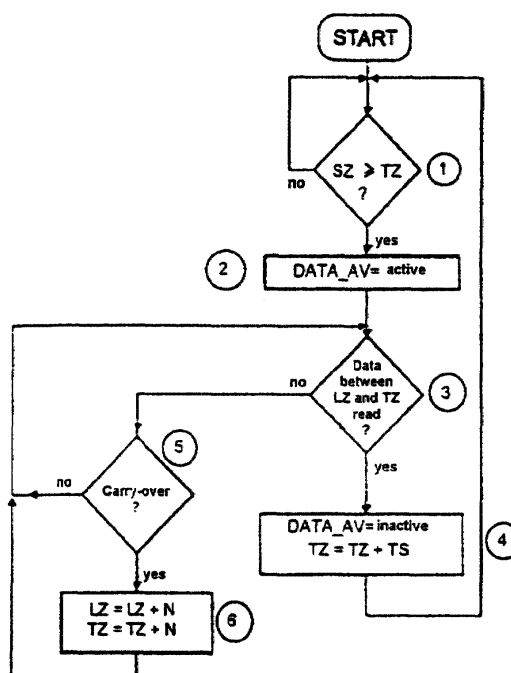 START
SZ ⩾ TZ
?
1
no
yes
2
DATA_AV= active
Data
between
LZ and TZ
read
?
3
no
yes
5
Carry-over
?
no
yes
DATA_AV=inactive
TZ = TZ + TS
4
LZ = LZ + N
TZ = TZ + N
6